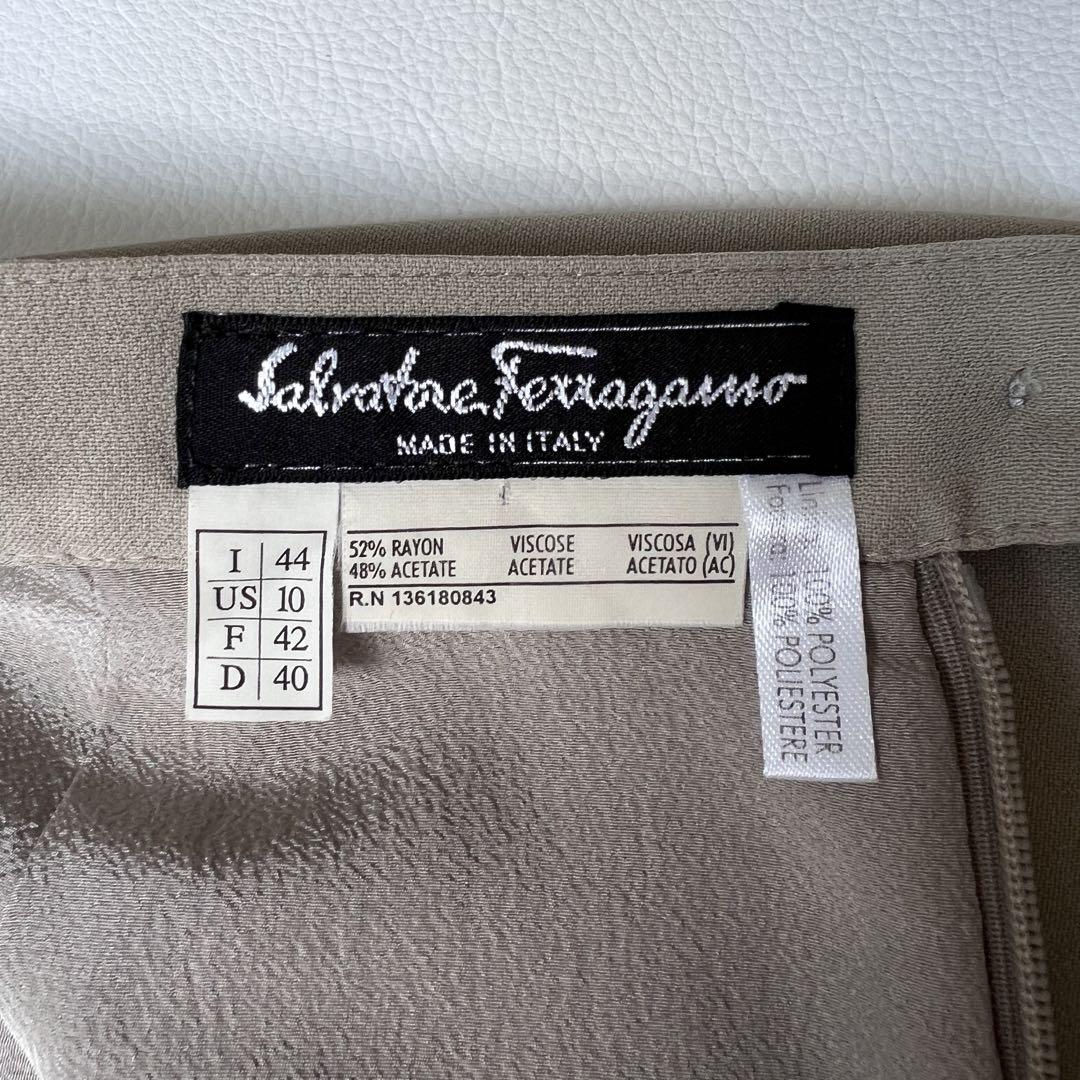 Salvatore Ferragamo
MADE IN ITALY
I 44
US 10
F 42
D 40
52% RAYON VISCOSE VISCOSA (VI)
48% ACETATE ACETATE ACETATO (AC)
R.N 136180843
100% POLYESTER
100% POLIESTERE